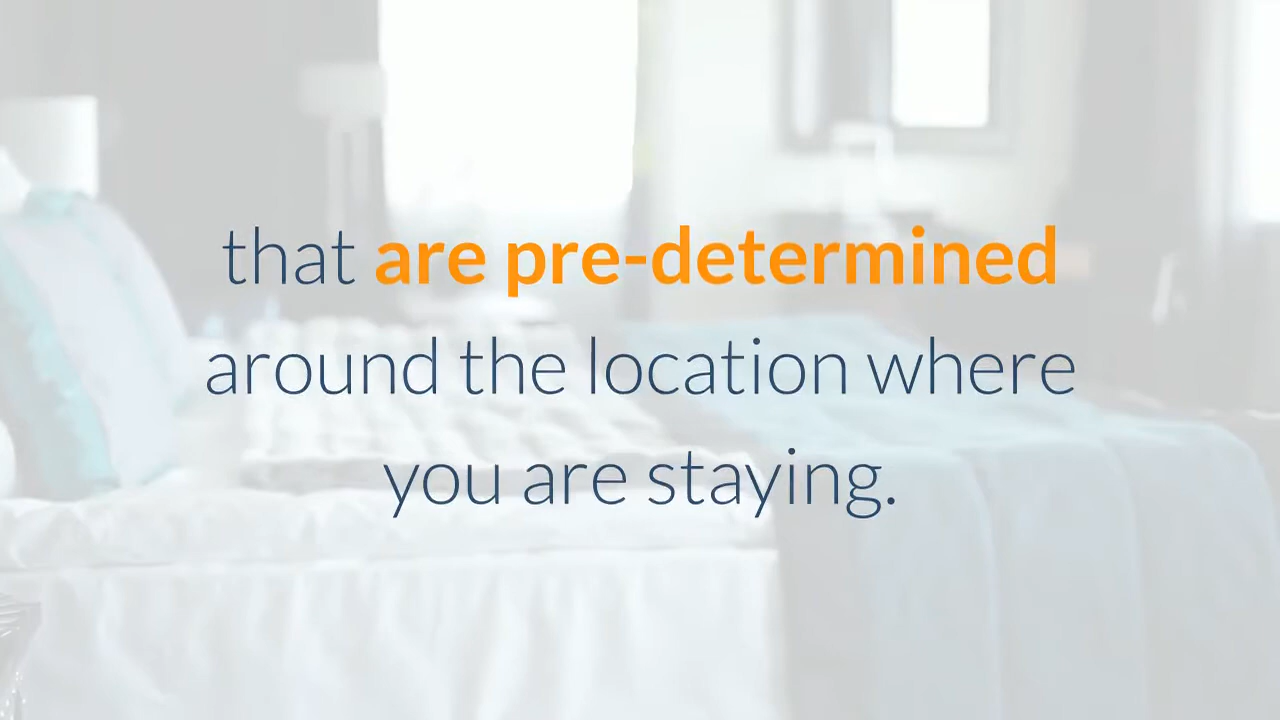 that are pre-determined
around the location where
you are staying.